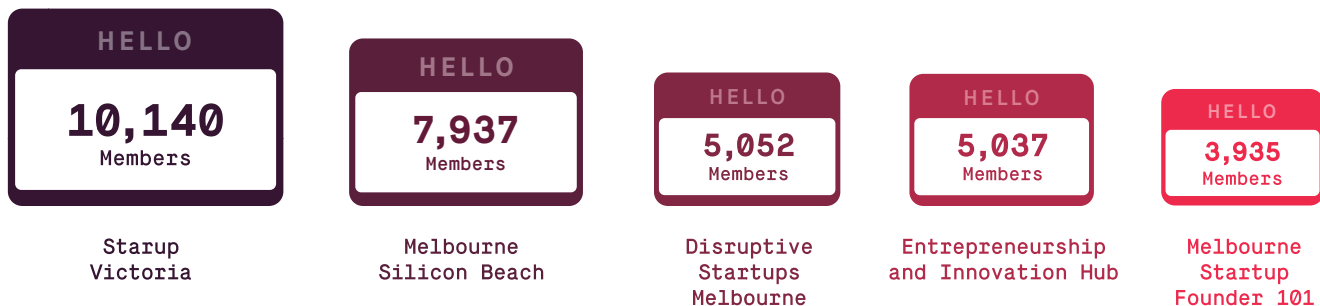 HELLO
10,140
Members
Starup
Victoria
HELLO
7,937
Members
Melbourne
Silicon Beach
HELLO
5,052
Members
Disruptive
Startups
Melbourne
HELLO
5,037
Members
Entrepreneurship
and Innovation Hub
HELLO
3,935
Members
Melbourne
Startup
Founder 101